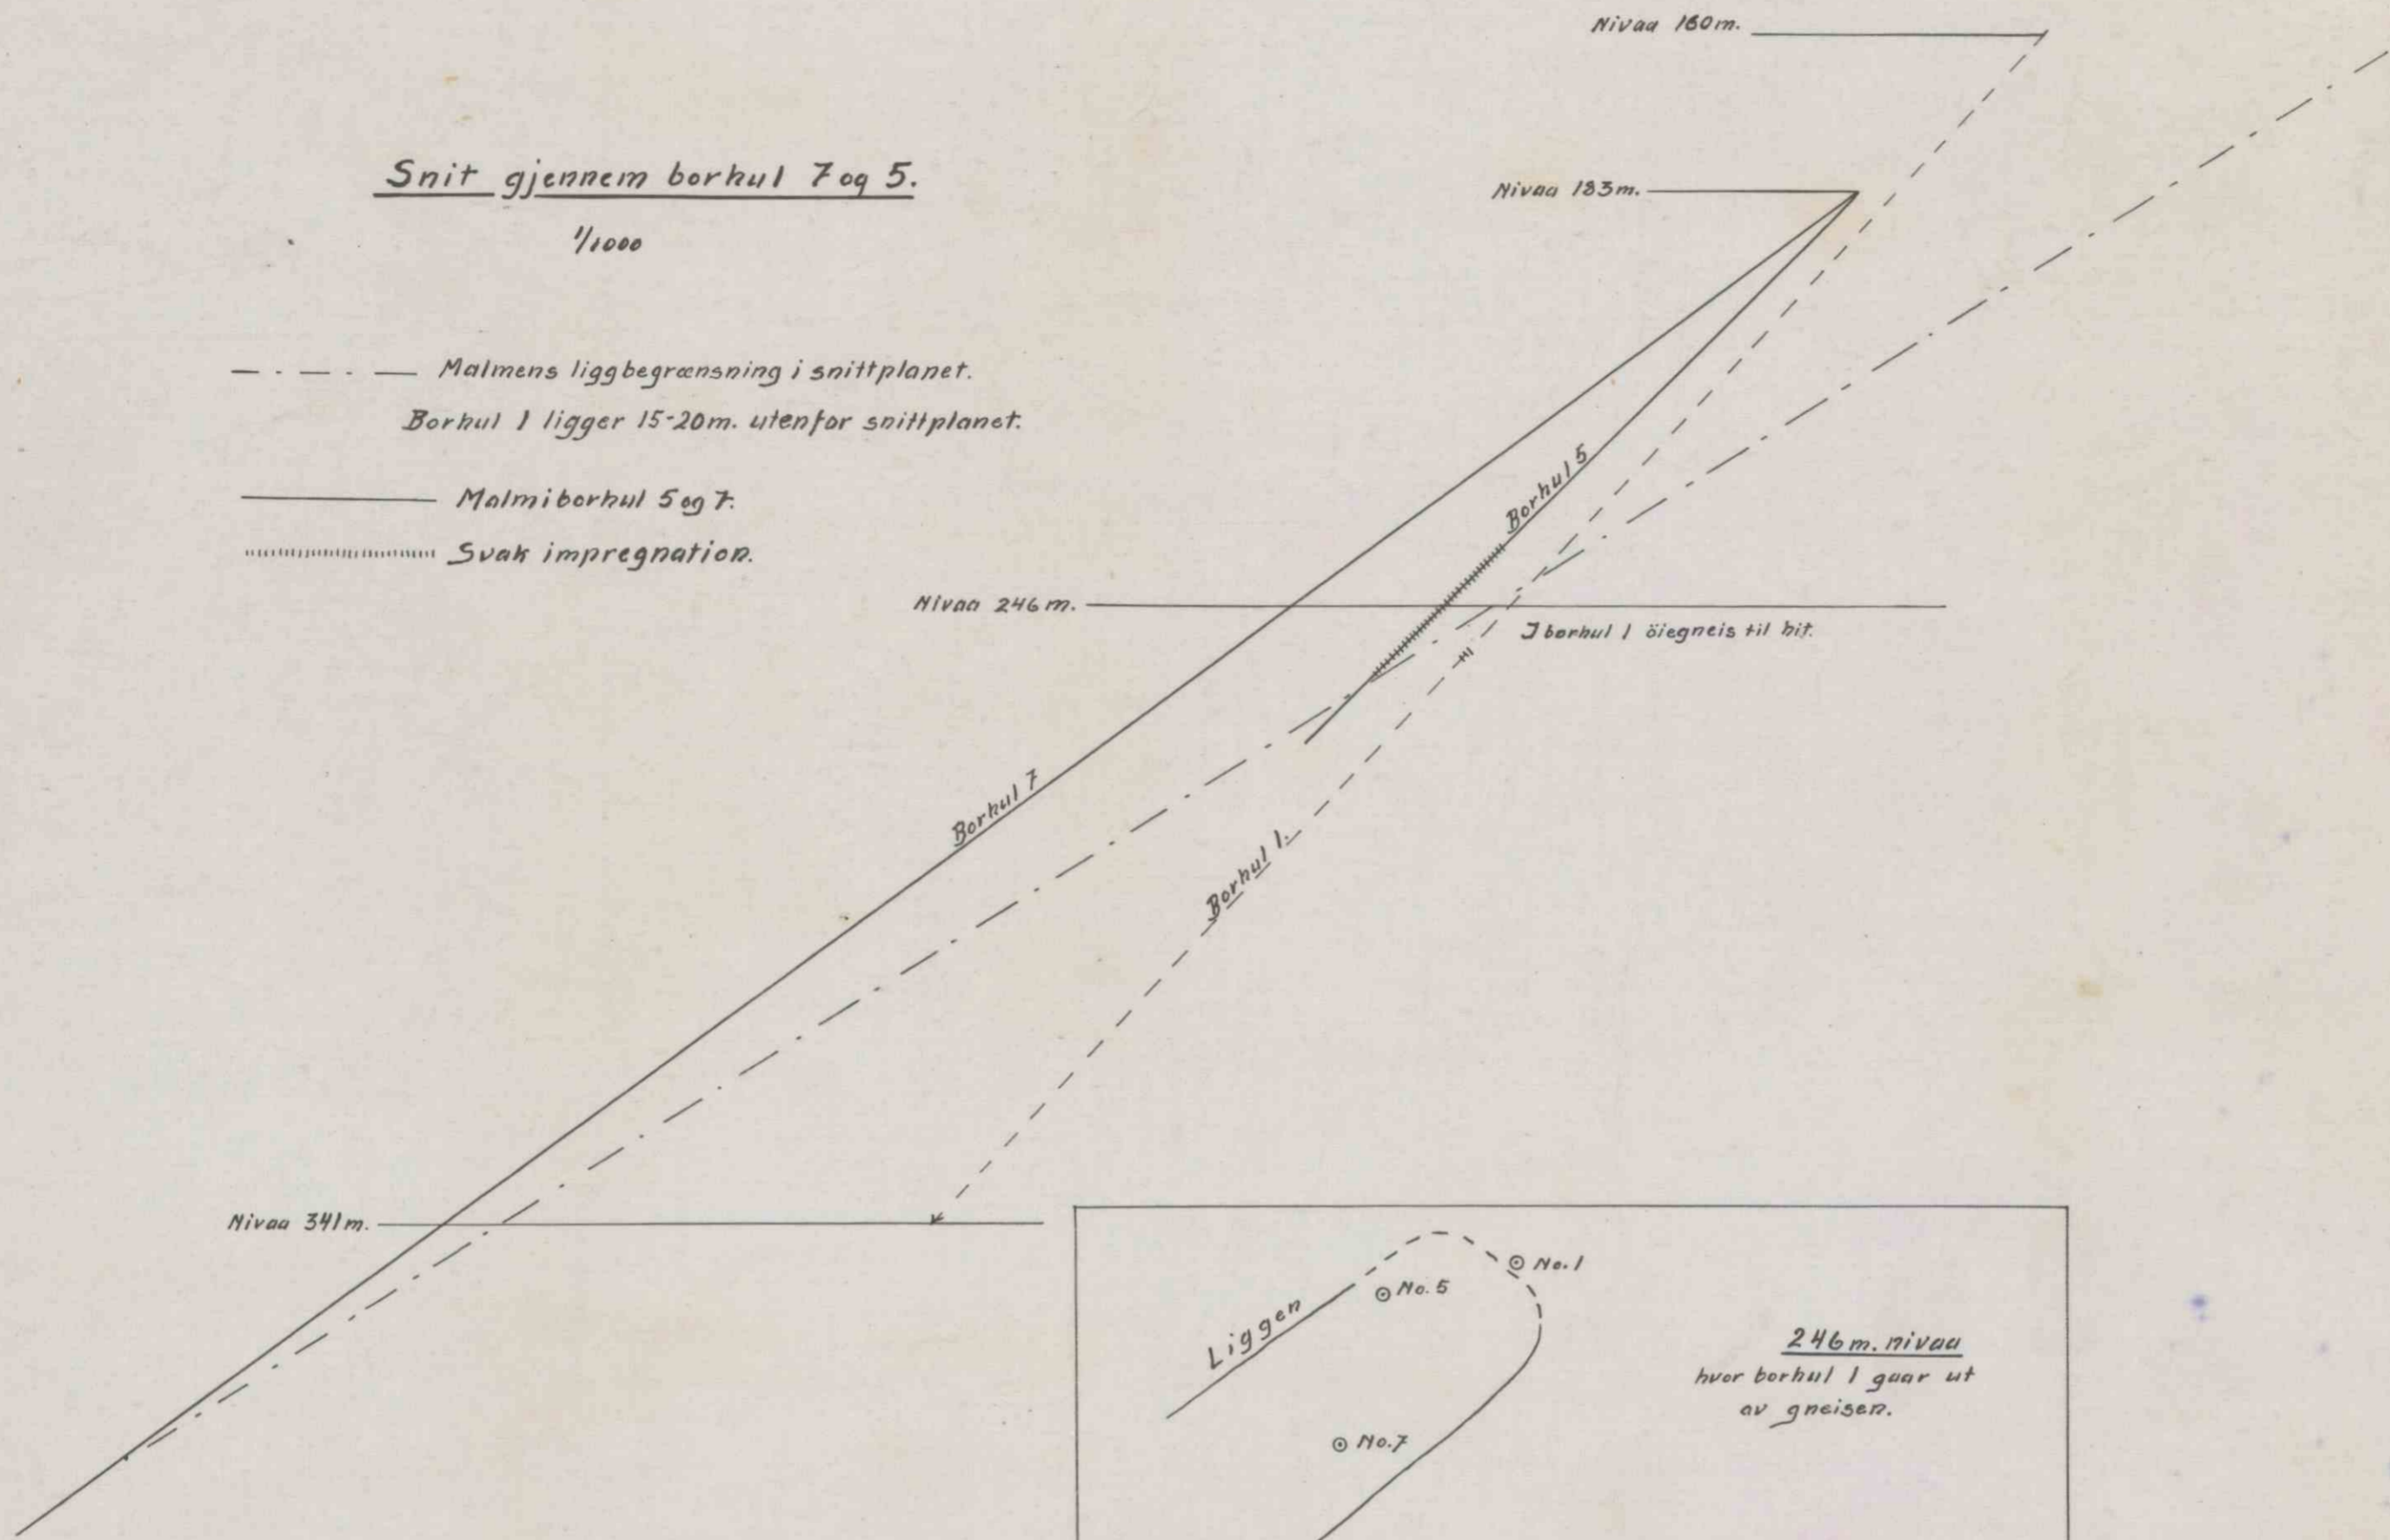 Nivaa 160m.
Snit gjennem borhul 7 og 5.
1/1000
Nivaa 183m.
Malmens liggbegrænsning i snittplanet.
Borhul 1 ligger 15-20m. utenfor snittplanet.
Malm i borhul 5 og 7.
Svak impregnation.
Borhul 5
Nivaa 246m.
I borhul 1 öiegneis til hit.
Borhul 7
Borhul 1.
Nivaa 341m.
No. 1
No. 5
Liggen
246m. nivaa
hvor borhul 1 gaar ut
av gneisen.
No. 7